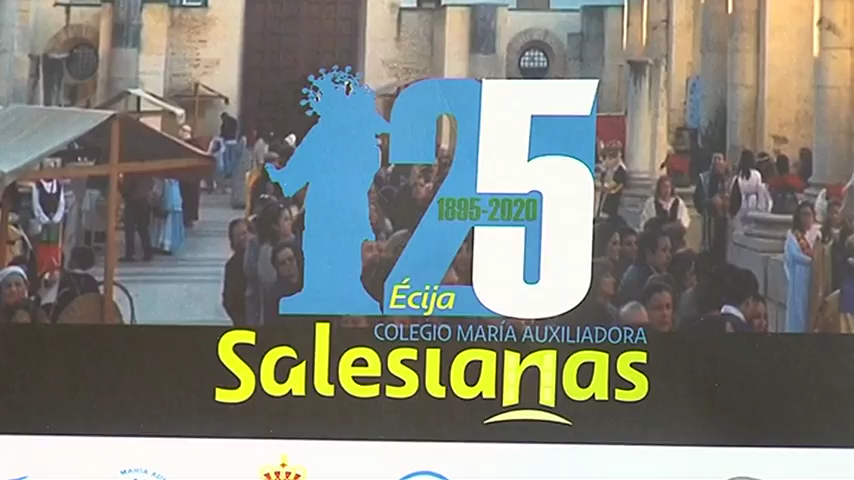 125
1895-2020
Écija
COLEGIO MARÍA AUXILIADORA
Salesianas